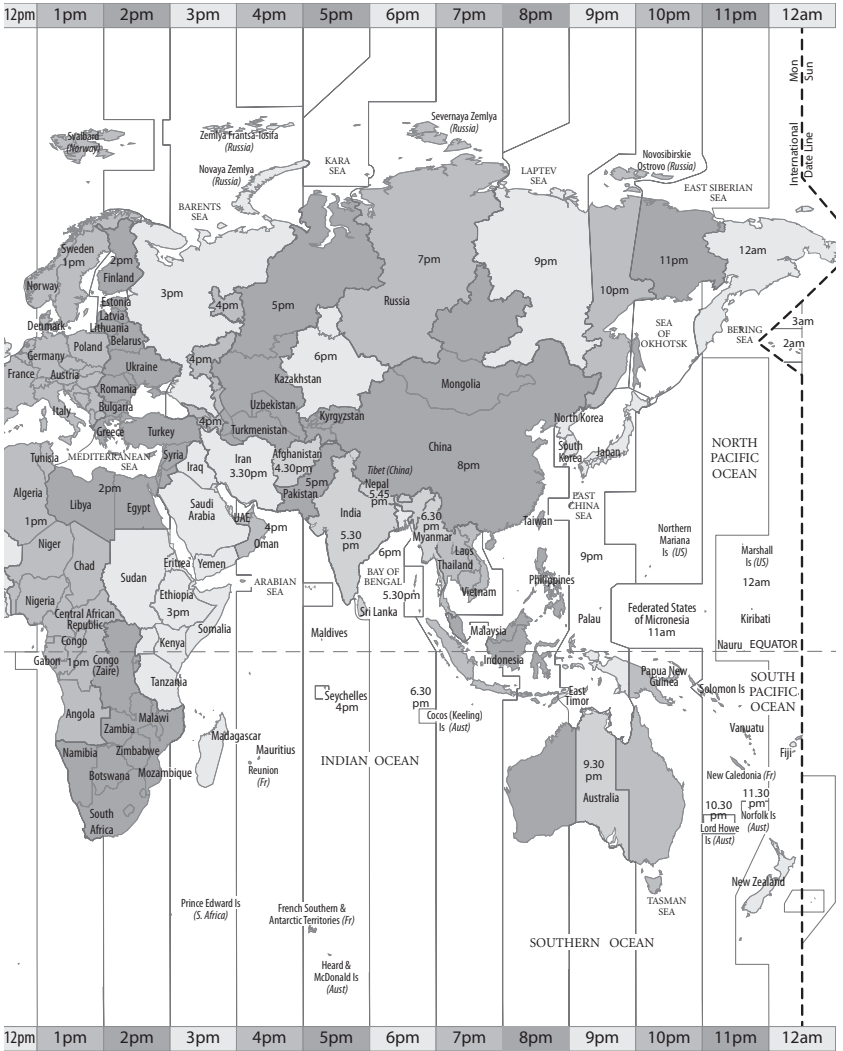 12pm 1pm 2pm 3pm 4pm 5pm 6pm 7pm 8pm 9pm 10pm 11pm 12am
Mon
Sun
International
Date Line
Svalbard
(Norway)
Zemlya Frantsa-Iosifa
(Russia)
Severnaya Zemlya
(Russia)
Novaya Zemlya
(Russia)
KARA
SEA
LAPTEV
SEA
Novosibirskie
Ostrovo (Russia)
EAST SIBERIAN
SEA
BARENTS
SEA
Sweden
1pm
2pm
Finland
Norway
3pm
4pm
5pm
7pm
Russia
9pm
10pm
11pm
12am
Estonia
Latvia
Lithuania
Denmark
Belarus
Poland
Germany
France
Austria
Ukraine
Romania
Bulgaria
Italy
Greece
Turkey
4pm
4pm
6pm
Kazakhstan
Uzbekistan
Turkmenistan
Kyrgyzstan
Mongolia
SEA
OF
OKHOTSK
BERING
SEA
3am
2am
Tunisia
MEDITERRANEAN
SEA
Syria
Iraq
Iran
3.30pm
Afghanistan
4.30pm
5pm
Pakistan
China
8pm
Tibet (China)
Nepal
5.45
pm
North Korea
South
Korea
Japan
NORTH
PACIFIC
OCEAN
Algeria
1pm
2pm
Libya
Egypt
Saudi
Arabia
UAE
4pm
Oman
India
5.30
pm
6.30
pm
Myanmar
EAST
CHINA
SEA
Taiwan
Northern
Mariana
Is (US)
Marshall
Is (US)
12am
Niger
Chad
Sudan
Eritrea
Yemen
Ethiopia
3pm
ARABIAN
SEA
6pm
BAY OF
BENGAL
5.30pm
Laos
Thailand
Vietnam
9pm
Philippines
Nigeria
Central African
Republic
Somalia
Maldives
Sri Lanka
Malaysia
Palau
Federated States
of Micronesia
11am
Kiribati
Congo
Kenya
Nauru
EQUATOR
Gabon
1pm
Congo
(Zaire)
Indonesia
Papua New
Guinea
Solomon Is
SOUTH
PACIFIC
OCEAN
Tanzania
Seychelles
4pm
6.30
pm
Cocos (Keeling)
Is (Aust)
East
Timor
Angola
Malawi
Zambia
Madagascar
Vanuatu
Fiji
Namibia
Zimbabwe
Mozambique
Botswana
Mauritius
Reunion
(Fr)
INDIAN OCEAN
9.30
pm
Australia
New Caledonia (Fr)
11.30
pm
Norfolk Is
(Aust)
10.30
pm
Lord Howe
Is (Aust)
South
Africa
New Zealand
TASMAN
SEA
Prince Edward Is
(S. Africa)
French Southern &
Antarctic Territories (Fr)
SOUTHERN OCEAN
Heard &
McDonald Is
(Aust)
12pm 1pm 2pm 3pm 4pm 5pm 6pm 7pm 8pm 9pm 10pm 11pm 12am